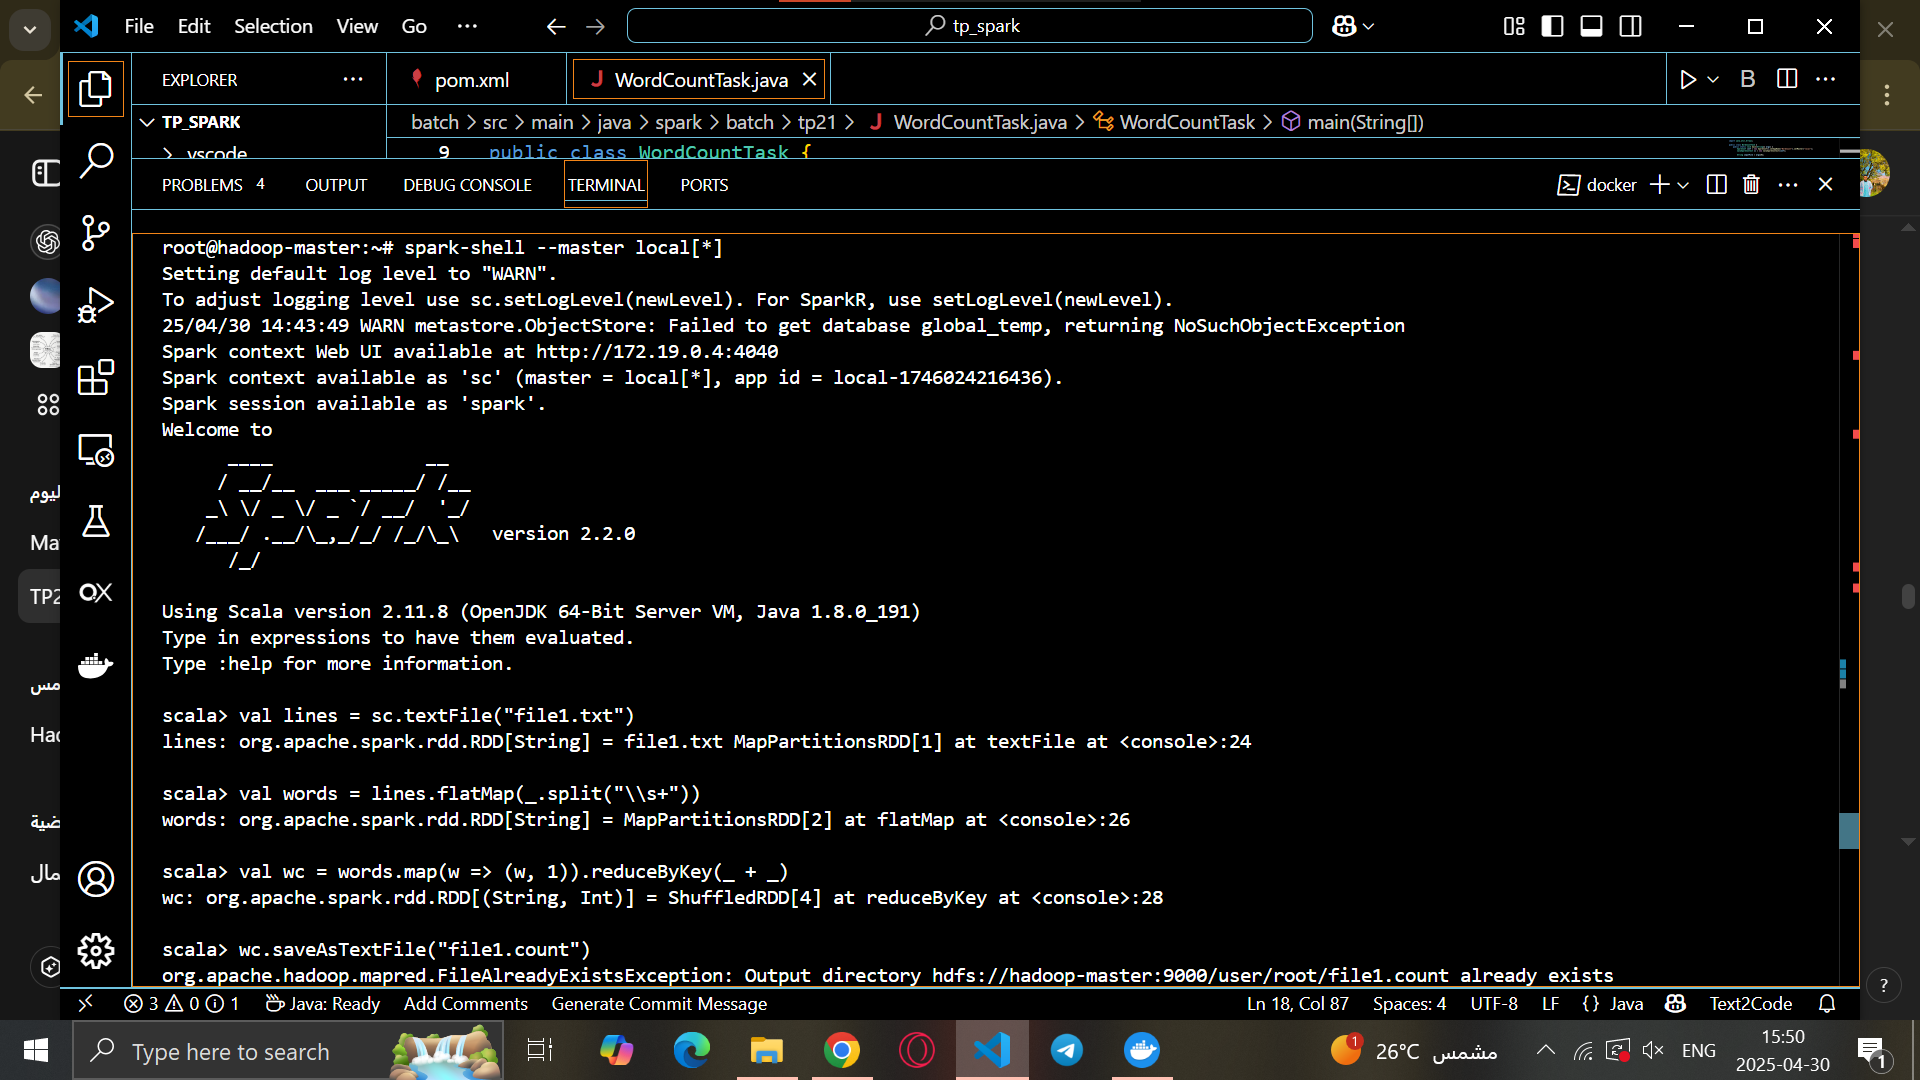 File Edit Selection View Go ··· tp_spark
EXPLORER ··· pom.xml WordCountTask.java
TP_SPARK batch > src > main > java > spark > batch > tp21 > WordCountTask.java > WordCountTask > main(String[])
.vscode 9 public class WordCountTask {
PROBLEMS 4 OUTPUT DEBUG CONSOLE TERMINAL PORTS docker
root@hadoop-master:~# spark-shell --master local[*]
Setting default log level to "WARN".
To adjust logging level use sc.setLogLevel(newLevel). For SparkR, use setLogLevel(newLevel).
25/04/30 14:43:49 WARN metastore.ObjectStore: Failed to get database global_temp, returning NoSuchObjectException
Spark context Web UI available at http://172.19.0.4:4040
Spark context available as 'sc' (master = local[*], app id = local-1746024216436).
Spark session available as 'spark'.
Welcome to
      ____              __
     / __/__  ___ _____/ /__
    _\ \/ _ \/ _ `/ __/  '_/
   /___/ .__/\_,_/_/ /_/\_\   version 2.2.0
      /_/
Using Scala version 2.11.8 (OpenJDK 64-Bit Server VM, Java 1.8.0_191)
Type in expressions to have them evaluated.
Type :help for more information.
scala> val lines = sc.textFile("file1.txt")
lines: org.apache.spark.rdd.RDD[String] = file1.txt MapPartitionsRDD[1] at textFile at <console>:24
scala> val words = lines.flatMap(_.split("\\s+"))
words: org.apache.spark.rdd.RDD[String] = MapPartitionsRDD[2] at flatMap at <console>:26
scala> val wc = words.map(w => (w, 1)).reduceByKey(_ + _)
wc: org.apache.spark.rdd.RDD[(String, Int)] = ShuffledRDD[4] at reduceByKey at <console>:28
scala> wc.saveAsTextFile("file1.count")
org.apache.hadoop.mapred.FileAlreadyExistsException: Output directory hdfs://hadoop-master:9000/user/root/file1.count already exists
3 0 1 Java: Ready Add Comments Generate Commit Message Ln 18, Col 87 Spaces: 4 UTF-8 LF {} Java Text2Code
Type here to search 1 26°C مشمس ENG 15:50
2025-04-30 1
TP2
?